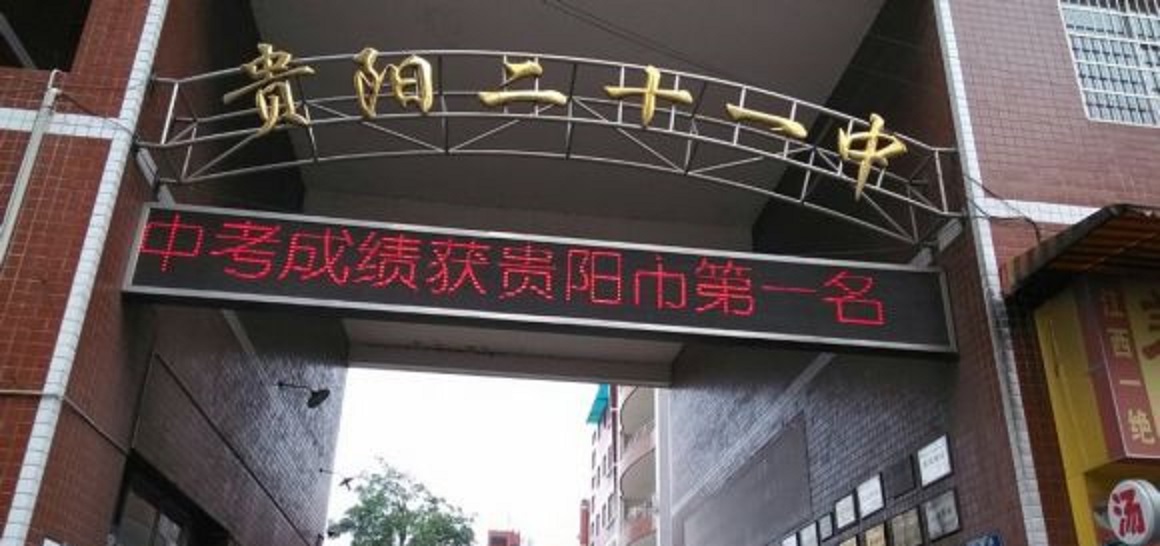 贵阳二十一中
中考成绩获贵阳市第一名
西一绝
汤